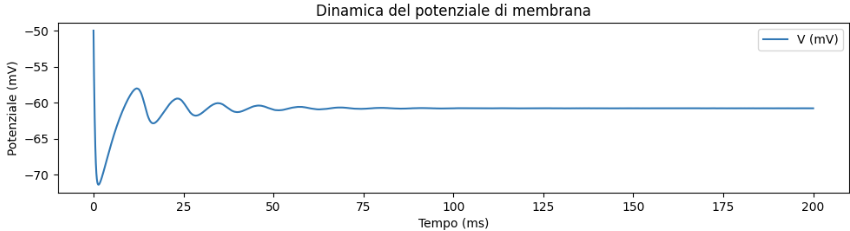 Dinamica del potenziale di membrana
V (mV)
Potenziale (mV)
−50
−55
−60
−65
−70
0 25 50 75 100 125 150 175 200
Tempo (ms)